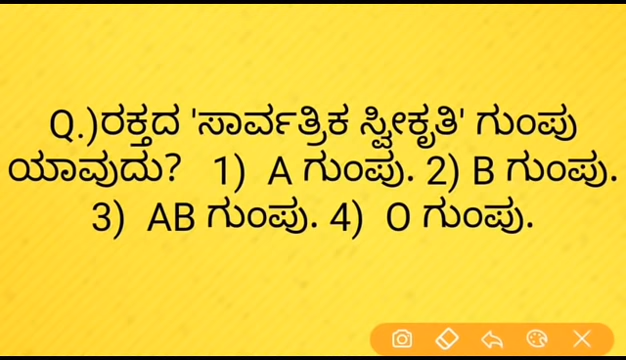 Q.)ರಕ್ತದ 'ಸಾರ್ವತ್ರಿಕ ಸ್ವೀಕೃತಿ' ಗುಂಪು
ಯಾವುದು? 1) A ಗುಂಪು. 2) B ಗುಂಪು.
3) AB ಗುಂಪು. 4) O ಗುಂಪು.